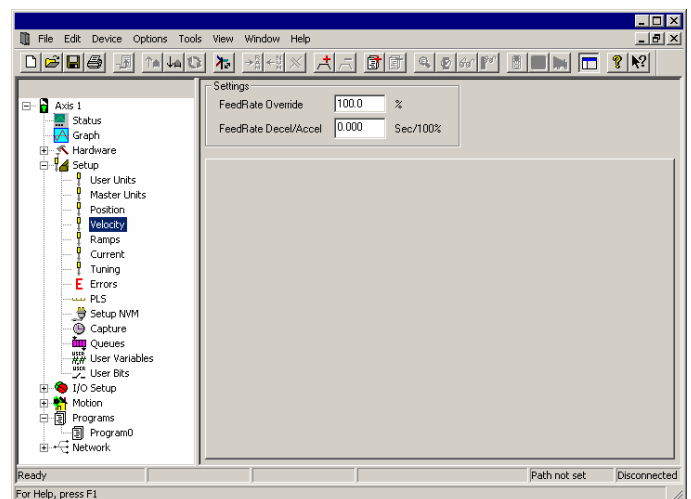 File Edit Device Options Tools View Window Help
Axis 1
Status
Graph
Hardware
Setup
User Units
Master Units
Position
Velocity
Ramps
Current
Tuning
E Errors
PLS
Setup NVM
Capture
Queues
User Variables
User Bits
I/O Setup
Motion
Programs
Program0
Network
Settings
FeedRate Override 100.0 %
FeedRate Decel/Accel 0.000 Sec/100%
Ready Path not set Disconnected
For Help, press F1